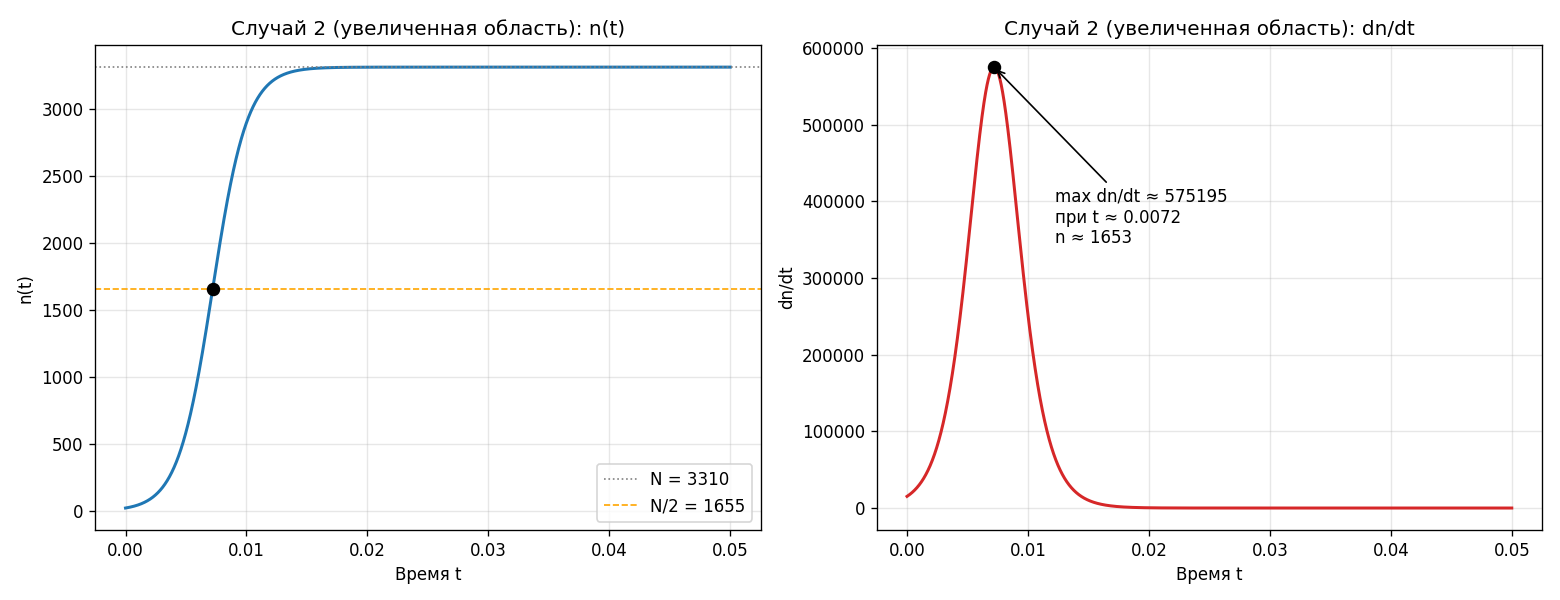 Случай 2 (увеличенная область): n(t)
3000
2500
2000
1500
1000
500
0
n(t)
N = 3310
N/2 = 1655
0.00 0.01 0.02 0.03 0.04 0.05
Время t
Случай 2 (увеличенная область): dn/dt
600000
500000
400000
300000
200000
100000
0
dn/dt
max dn/dt ≈ 575195
при t ≈ 0.0072
n ≈ 1653
0.00 0.01 0.02 0.03 0.04 0.05
Время t